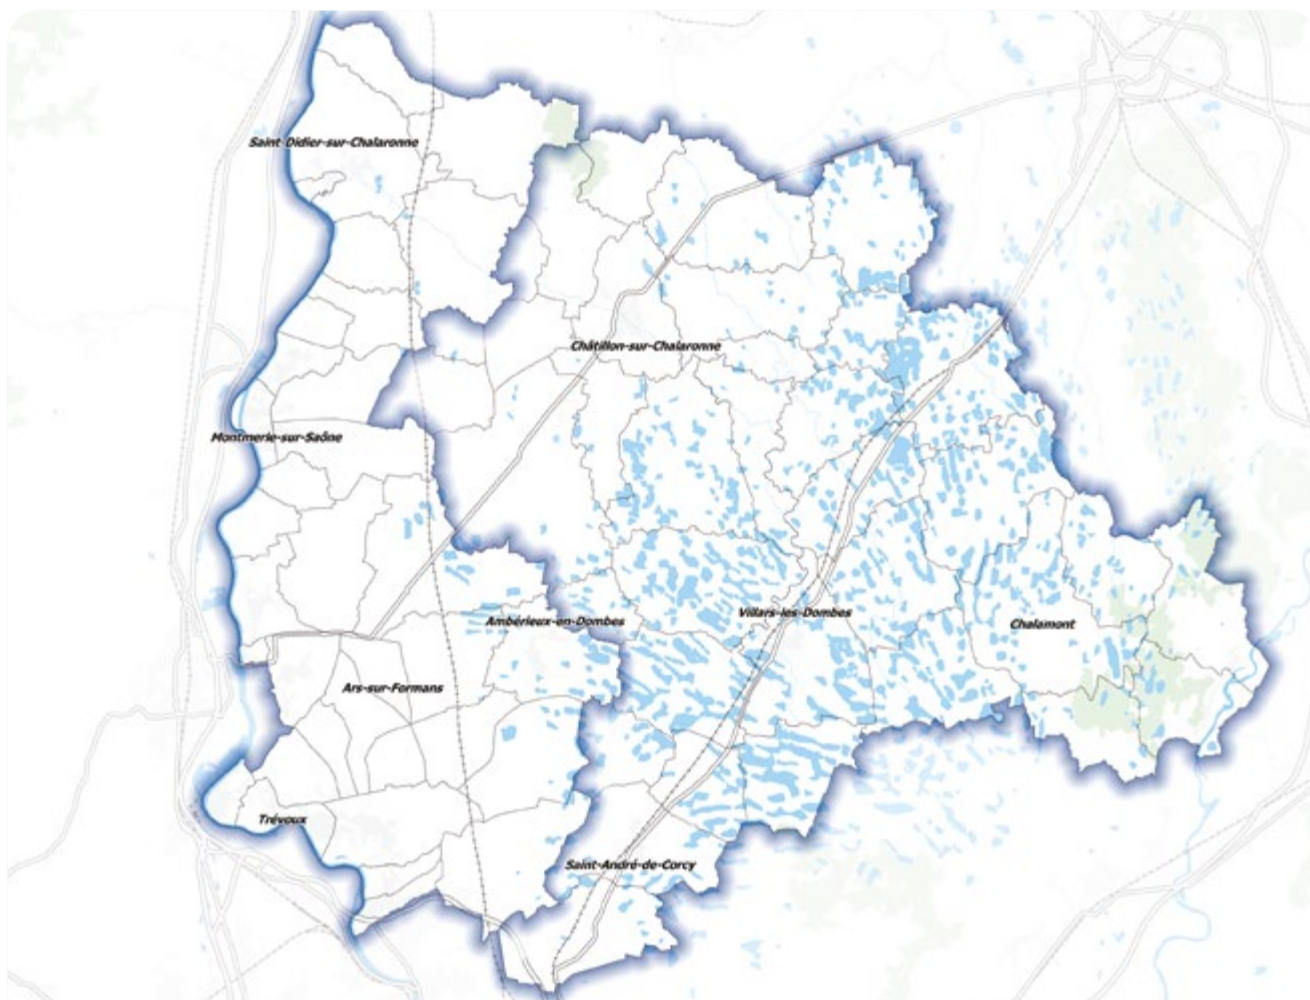 Saint-Didier-sur-Chalaronne
Châtillon-sur-Chalaronne
Montmerle-sur-Saône
Villars-les-Dombes
Ambérieux-en-Dombes
Chalamont
Ars-sur-Formans
Trévoux
Saint-André-de-Corcy